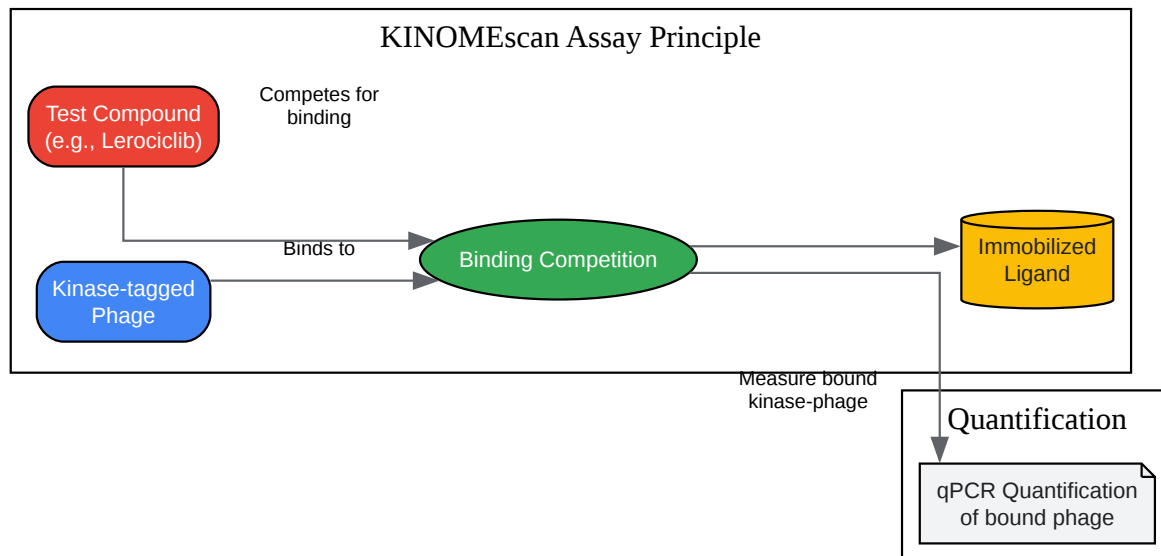 KINOMEscan Assay Principle
Test Compound
(e.g., Lerociclib)
Competes for
binding
Binds to
Kinase-tagged
Phage
Binding Competition
Immobilized
Ligand
Measure bound
kinase-phage
Quantification
qPCR Quantification
of bound phage